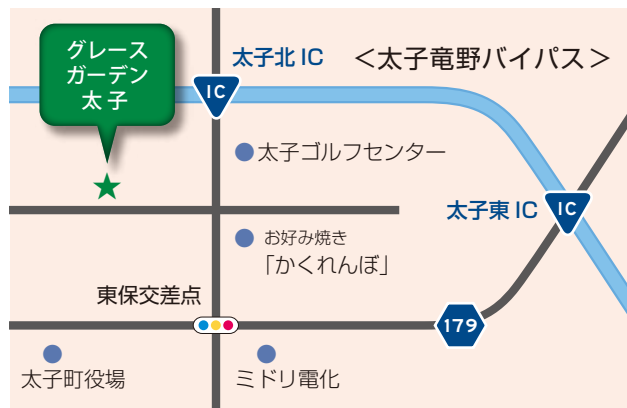 グレース
ガーデン
太子
太子北 IC
＜太子竜野バイパス＞
IC
太子ゴルフセンター
太子東 IC
IC
お好み焼き
「かくれんぼ」
東保交差点
179
太子町役場
ミドリ電化